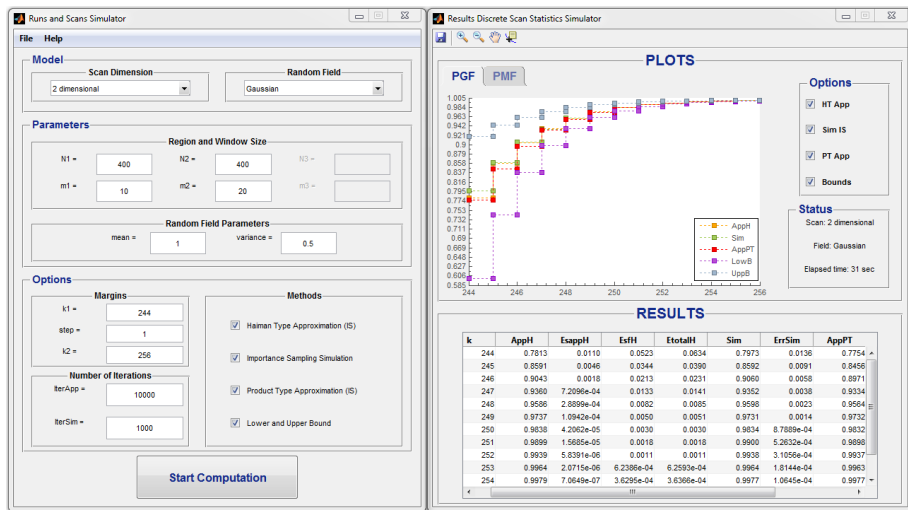 Runs and Scans Simulator
File Help
Model
Scan Dimension
2 dimensional
Random Field
Gaussian
Parameters
Region and Window Size
N1 = 400 N2 = 400 N3 =
m1 = 10 m2 = 20 m3 =
Random Field Parameters
mean = 1 variance = 0.5
Options
Margins
k1 = 244
step = 1
k2 = 256
Number of Iterations
IterApp = 10000
IterSim = 1000
Methods
Haiman Type Approximation (IS)
Importance Sampling Simulation
Product Type Approximation (IS)
Lower and Upper Bound
Start Computation
Results Discrete Scan Statistics Simulator
PLOTS
PGF PMF
1.005
0.984
0.963
0.942
0.921
0.9
0.879
0.858
0.837
0.816
0.795
0.774
0.753
0.732
0.711
0.69
0.669
0.648
0.627
0.606
0.585
244 246 248 250 252 254 256
AppH
Sim
AppPT
LowB
UppB
Options
HT App
Sim IS
PT App
Bounds
Status
Scan: 2 dimensional
Field: Gaussian
Elapsed time: 31 sec
RESULTS
k AppH EsappH EsfH EtotalH Sim ErrSim AppPT
244 0.7813 0.0110 0.0523 0.0634 0.7973 0.0136 0.7754
245 0.8591 0.0046 0.0344 0.0390 0.8592 0.0091 0.8456
246 0.9043 0.0018 0.0213 0.0231 0.9060 0.0058 0.8971
247 0.9360 7.2096e-04 0.0133 0.0141 0.9352 0.0038 0.9334
248 0.9586 2.8899e-04 0.0082 0.0085 0.9598 0.0023 0.9564
249 0.9737 1.0942e-04 0.0050 0.0051 0.9731 0.0014 0.9732
250 0.9838 4.2062e-05 0.0030 0.0030 0.9834 8.7889e-04 0.9832
251 0.9899 1.5685e-05 0.0018 0.0018 0.9900 5.2632e-04 0.9898
252 0.9939 5.8391e-06 0.0011 0.0011 0.9938 3.1056e-04 0.9937
253 0.9964 2.0715e-06 6.2386e-04 6.2593e-04 0.9964 1.8144e-04 0.9963
254 0.9979 7.0649e-07 3.6295e-04 3.6366e-04 0.9977 1.0645e-04 0.9977